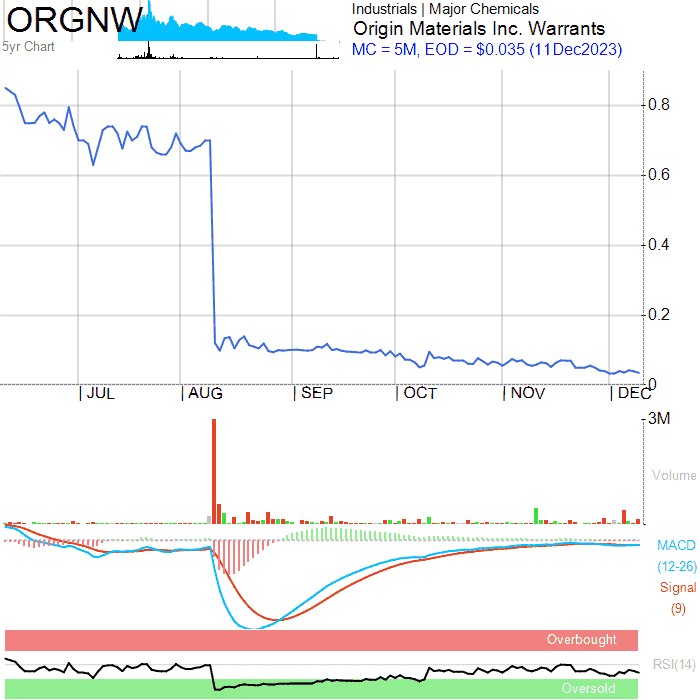 ORGNW
5yr Chart
Industrials | Major Chemicals
Origin Materials Inc. Warrants
MC = 5M, EOD = $0.035 (11Dec2023)
0.8
0.6
0.4
0.2
0
JUL AUG SEP OCT NOV DEC
3M
Volume
MACD
(12-26)
Signal
(9)
Overbought
RSI(14)
Oversold